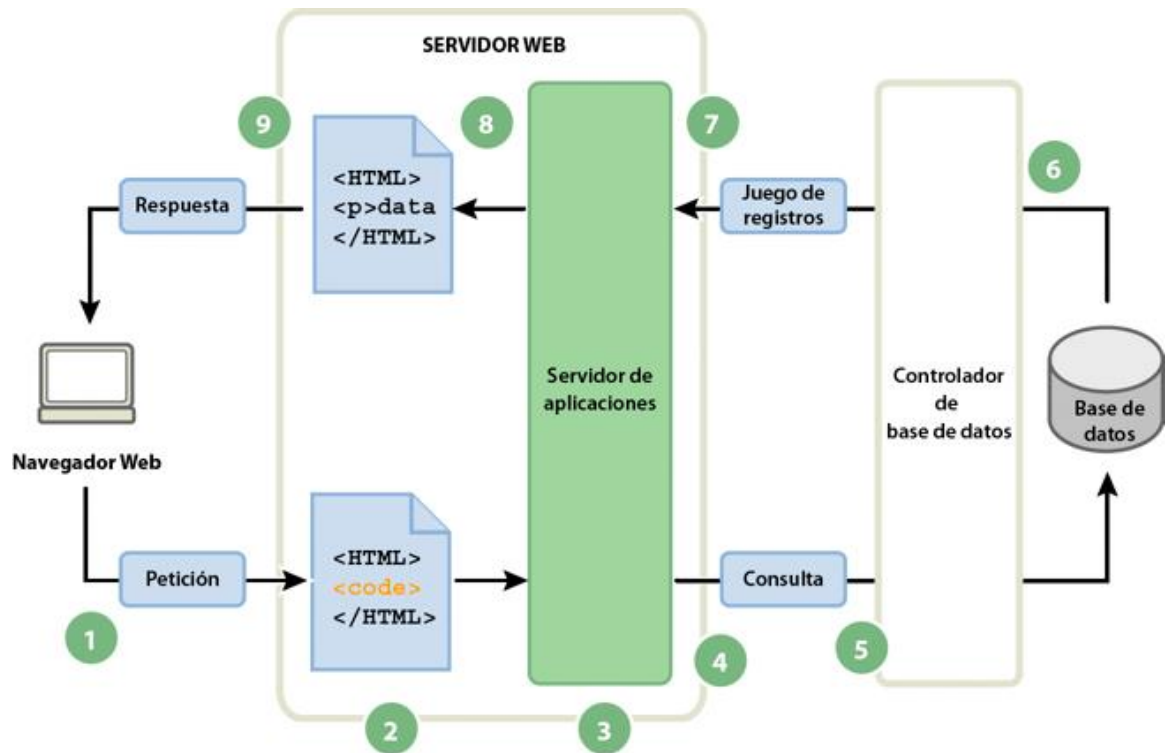 SERVIDOR WEB
9
8
7
6
<HTML>
<p>data
</HTML>
Respuesta
Juego de
registros
Servidor de
aplicaciones
Controlador
de
base de datos
Base de
datos
Navegador Web
Petición
<HTML>
<code>
</HTML>
Consulta
1
2
3
4
5